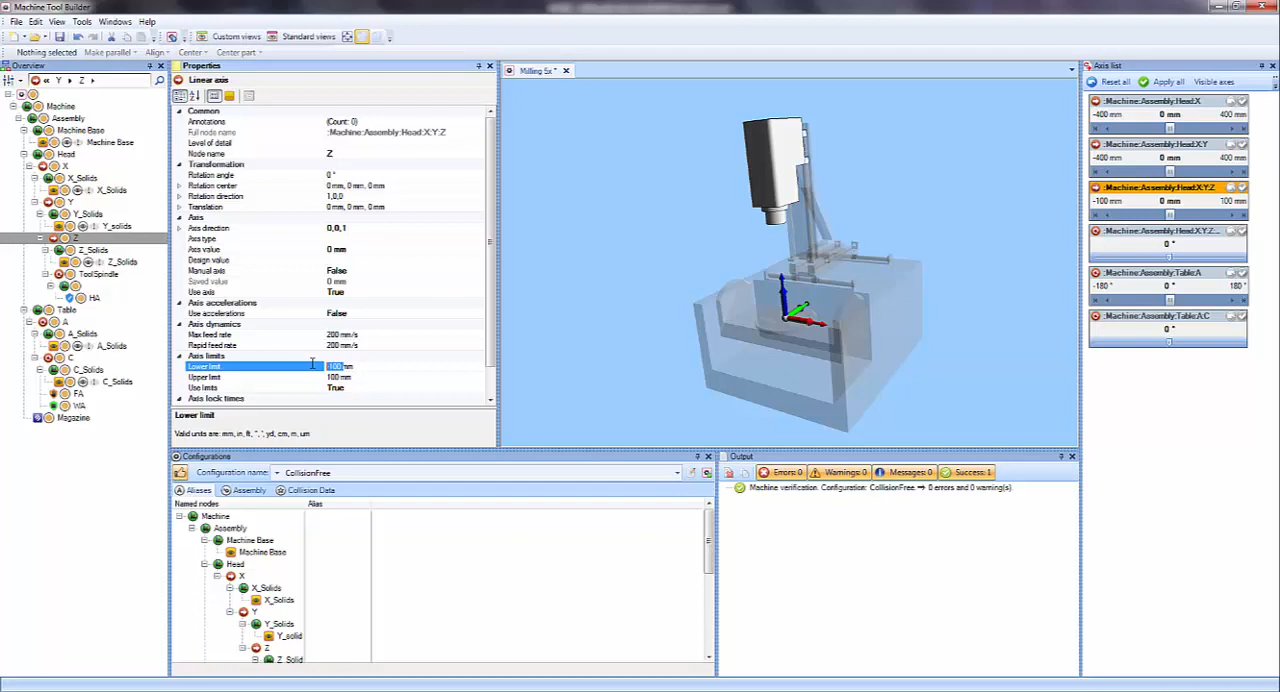 Machine Tool Builder
File Edit View Tools Windows Help
Custom views Standard views
Nothing selected Make parallel Align Center Center part
Overview
Y Z
Machine
Assembly
Machine Base
Machine Base
Head
X
X_Solids
X_Solids
Y
Y_Solids
Y_solids
Z
Z_Solids
Z_Solids
ToolSpindle
HA
Table
A
A_Solids
A_Solids
C
C_Solids
C_Solids
FA
WA
Magazine
Properties
Linear axis
Common
Annotations (Count: 0)
Full node name :Machine:Assembly:Head:X:Y:Z
Level of detail
Node name Z
Transformation
Rotation angle 0 °
Rotation center 0 mm, 0 mm, 0 mm
Rotation direction 1,0,0
Translation 0 mm, 0 mm, 0 mm
Axis
Axis direction 0,0,1
Axis type
Axis value 0 mm
Design value
Manual axis False
Saved value 0 mm
Use axis True
Axis accelerations
Use accelerations False
Axis dynamics
Max feed rate 200 mm/s
Rapid feed rate 200 mm/s
Axis limits
Lower limit -100 mm
Upper limit 100 mm
Use limits True
Axis lock times
Lower limit
Valid units are: mm, in, ft, ", ', yd, cm, m, um
Milling 5x *
Axis list
Reset all Apply all Visible axes
:Machine:Assembly:Head:X
-400 mm 0 mm 400 mm
:Machine:Assembly:Head:X:Y
-400 mm 0 mm 400 mm
:Machine:Assembly:Head:X:Y:Z
-100 mm 0 mm 100 mm
:Machine:Assembly:Head:X:Y:Z:...
0 °
:Machine:Assembly:Table:A
-180 ° 0 ° 180 °
:Machine:Assembly:Table:A:C
0 °
Configurations
Configuration name: CollisionFree
Aliases Assembly Collision Data
Named nodes Alias
Machine
Assembly
Machine Base
Machine Base
Head
X
X_Solids
X_Solids
Y
Y_Solids
Y_solid
Z
Z_Solid
Output
Errors: 0 Warnings: 0 Messages: 0 Success: 1
Machine verification. Configuration: CollisionFree ==> 0 errors and 0 warning(s).